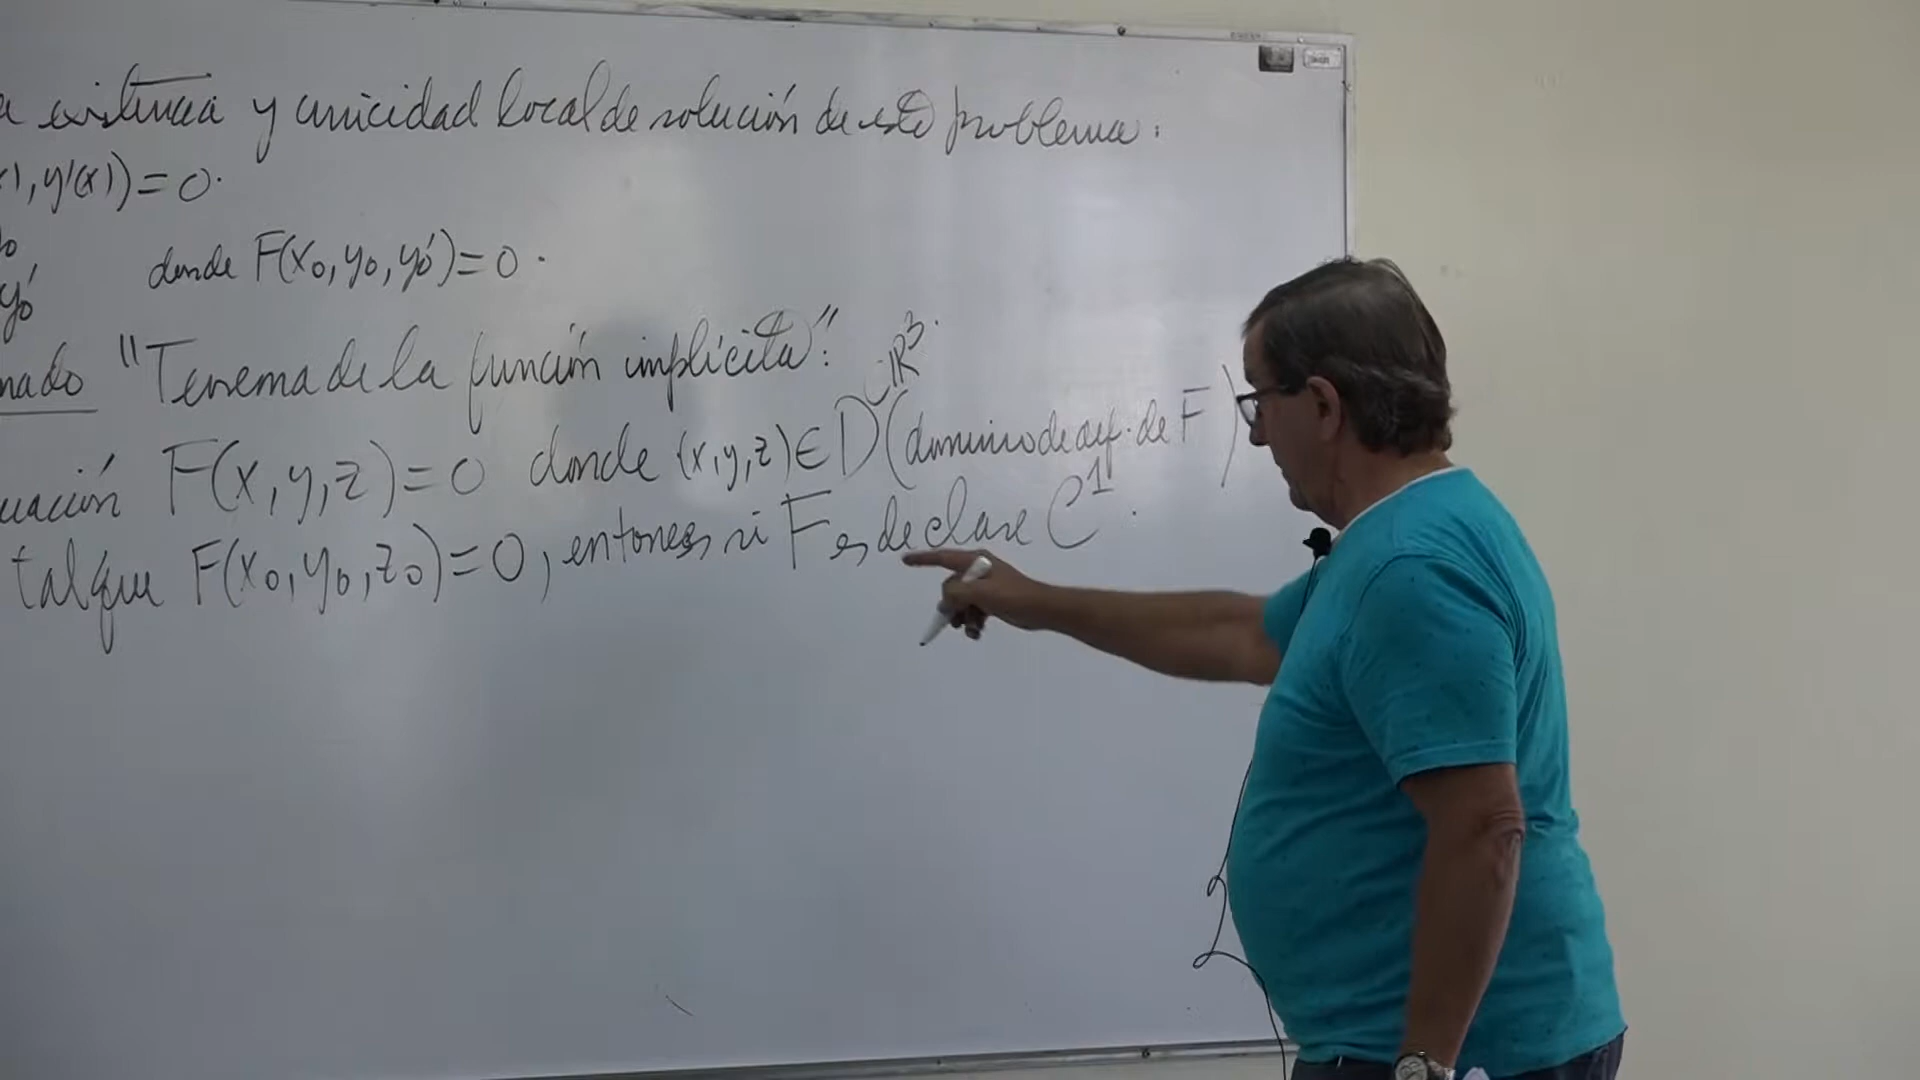 a existencia y unicidad local de solución de este problema:
, y'(x))=0.
donde F(x₀, y₀, y₀')=0.
y₀'
"Teorema de la función implícita":
⊂ℝ³.
uación F(x, y, z)=0 donde (x, y, z)∈D (dominio de def. de F)
tal que F(x₀, y₀, z₀)=0, entonces si F es de clase C¹.